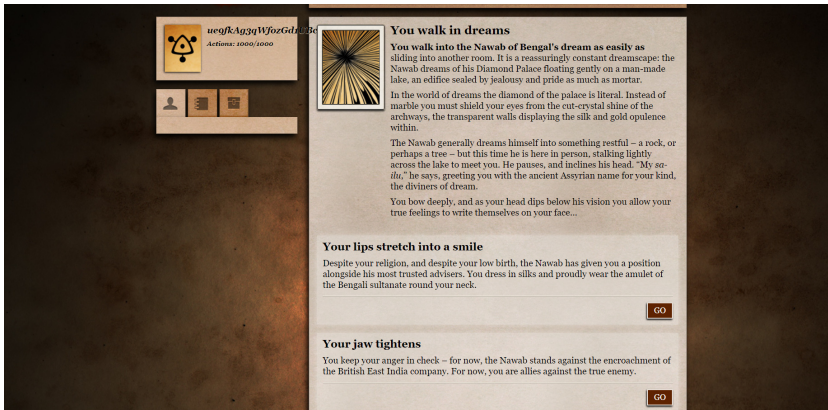 Actions: 1000/1000
You walk in dreams
You walk into the Nawab of Bengal's dream as easily as
sliding into another room. It is a reassuringly constant dreamscape: the
Nawab dreams of his Diamond Palace floating gently on a man-made
lake, an edifice sealed by jealousy and pride as much as mortar.
In the world of dreams the diamond of the palace is literal. Instead of
marble you must shield your eyes from the cut-crystal shine of the
archways, the transparent walls displaying the silk and gold opulence
within.
The Nawab generally dreams himself into something restful – a rock, or
perhaps a tree – but this time he is here in person, stalking lightly
across the lake to meet you. He pauses, and inclines his head. "My sa-
ilu," he says, greeting you with the ancient Assyrian name for your kind,
the diviners of dream.
You bow deeply, and as your head dips below his vision you allow your
true feelings to write themselves on your face...
Your lips stretch into a smile
Despite your religion, and despite your low birth, the Nawab has given you a position
alongside his most trusted advisers. You dress in silks and proudly wear the amulet of
the Bengali sultanate round your neck.
GO
Your jaw tightens
You keep your anger in check – for now, the Nawab stands against the encroachment of
the British East India company. For now, you are allies against the true enemy.
GO